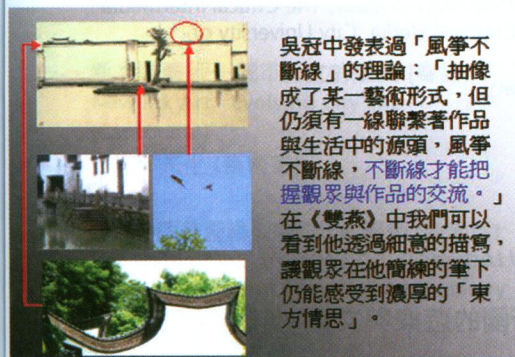 吳冠中發表過「風箏不
斷線」的理論：「抽像
成了某一藝術形式，但
仍須有一線聯繫著作品
與生活中的源頭，風箏
不斷線，不斷線才能把
握觀眾與作品的交流。」
在《雙燕》中我們可以
看到他透過細意的描寫，
讓觀眾在他簡練的筆下
仍能感受到濃厚的「東
方情思」。